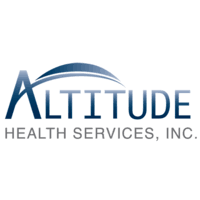 ALTITUDE
HEALTH SERVICES, INC.